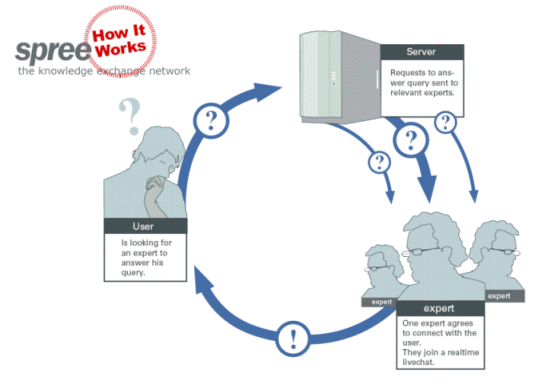 spree
How It
Works
the knowledge exchange network
?
?
Server
Requests to an-
swer query sent to
relevant experts.
?
?
?
User
Is looking for
an expert to
answer his
query.
expert
expert
expert
One expert agrees
to connect with the
user.
They join a realtime
livechat.
!